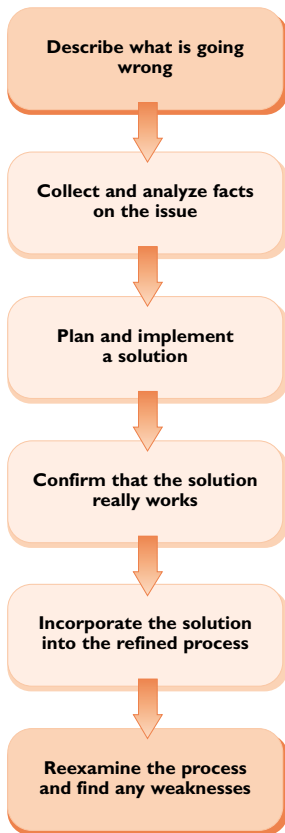 Describe what is going
wrong
Collect and analyze facts
on the issue
Plan and implement
a solution
Confirm that the solution
really works
Incorporate the solution
into the refined process
Reexamine the process
and find any weaknesses